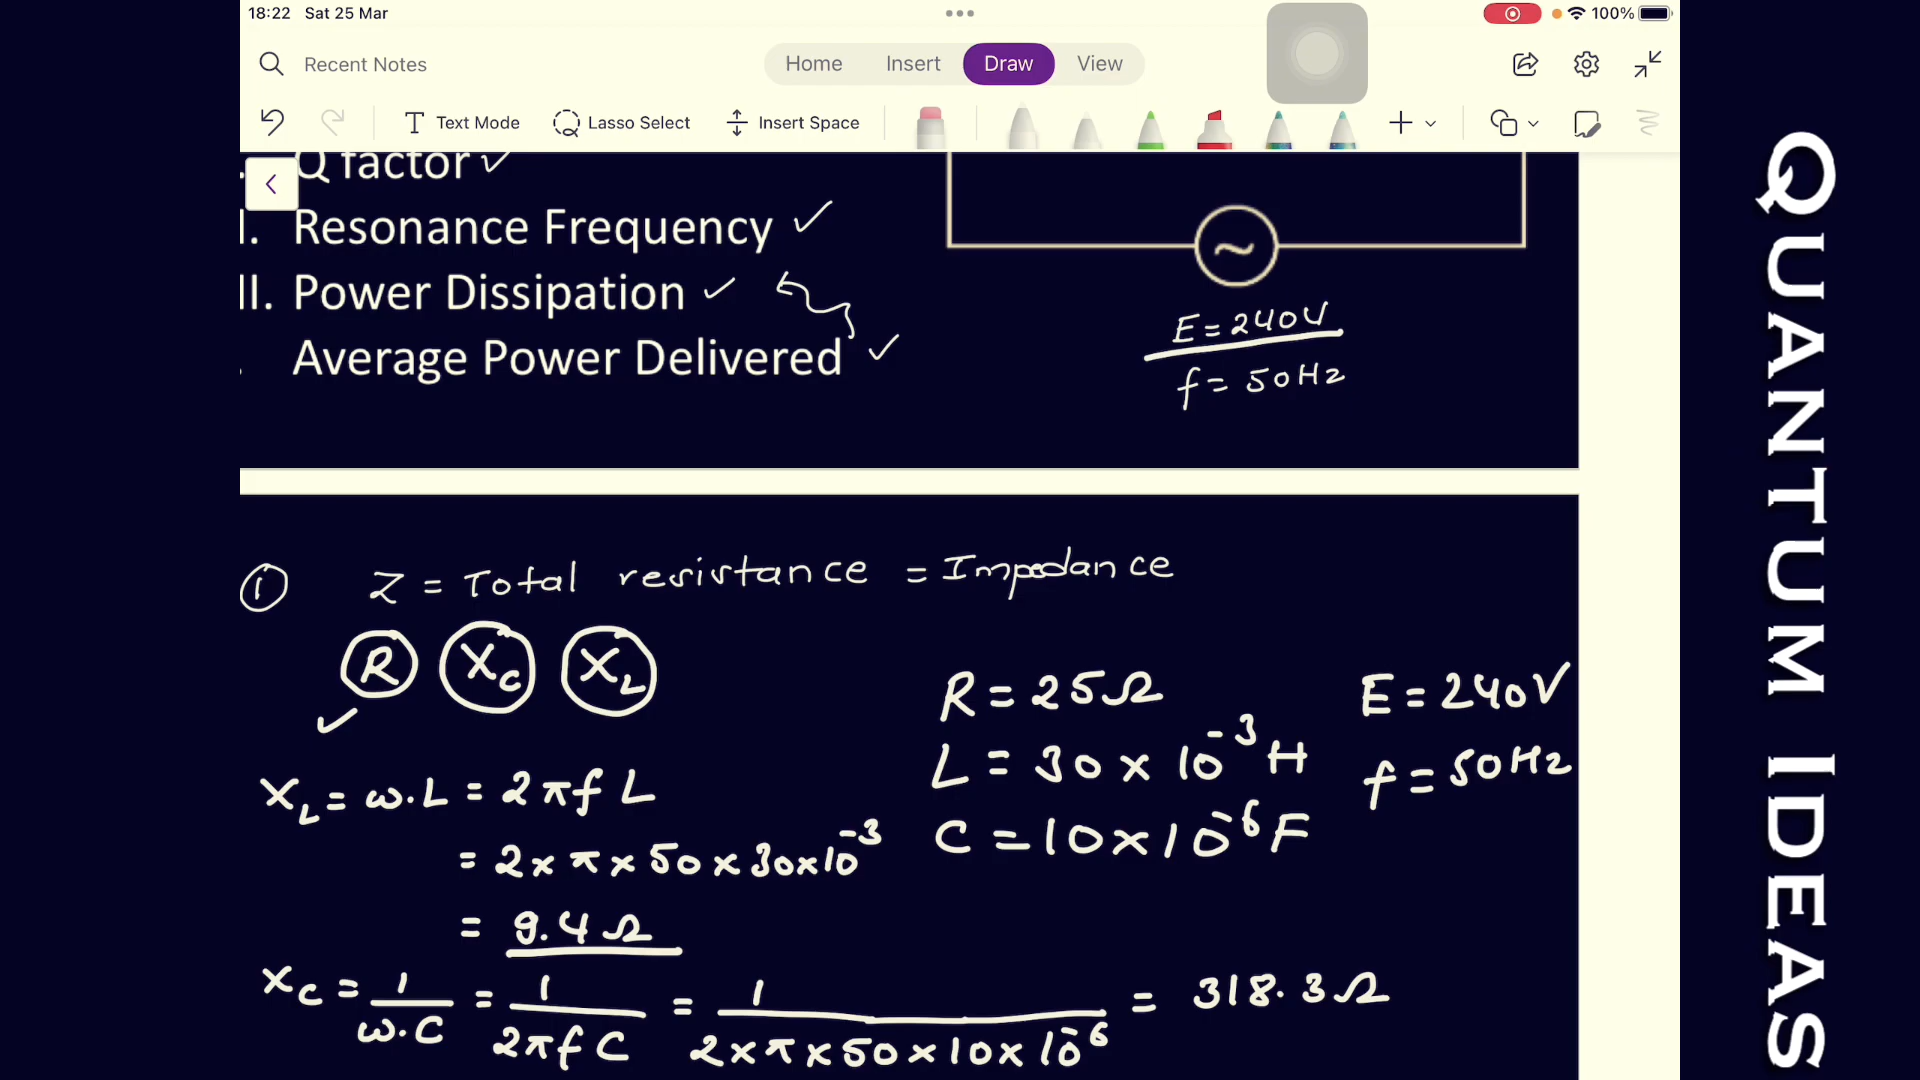 18:22 Sat 25 Mar
100%
Recent Notes
Home Insert Draw View
Text Mode Lasso Select Insert Space
Q factor ✓
I. Resonance Frequency ✓
II. Power Dissipation ✓
. Average Power Delivered ✓
~
E = 240V
f = 50Hz
① Z = Total resistance = Impedance
R Xc XL
✓
R = 25Ω
L = 30 × 10⁻³ H
C = 10 × 10⁻⁶ F
E = 240V
f = 50Hz
XL = ω.L = 2πf L
= 2 × π × 50 × 30 × 10⁻³
= 9.4 Ω
Xc = 1/ω.C = 1/2πf C = 1/2 × π × 50 × 10 × 10⁻⁶ = 318.3 Ω
QUANTUM IDEAS